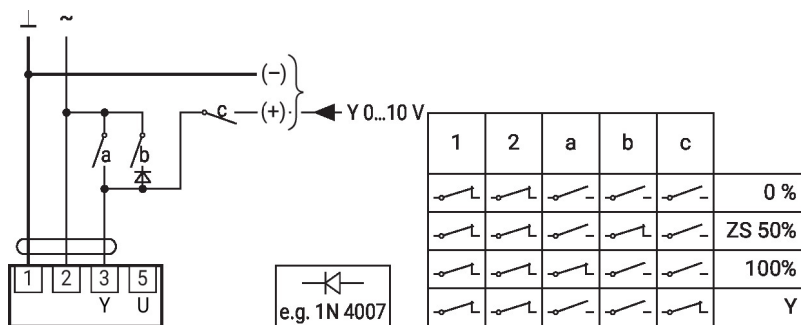 ⊥ ~
(–)
c (+) Y 0...10 V
a b
1 2 3 5
Y U
e.g. 1N 4007
1 2 a b c
0 %
ZS 50%
100%
Y